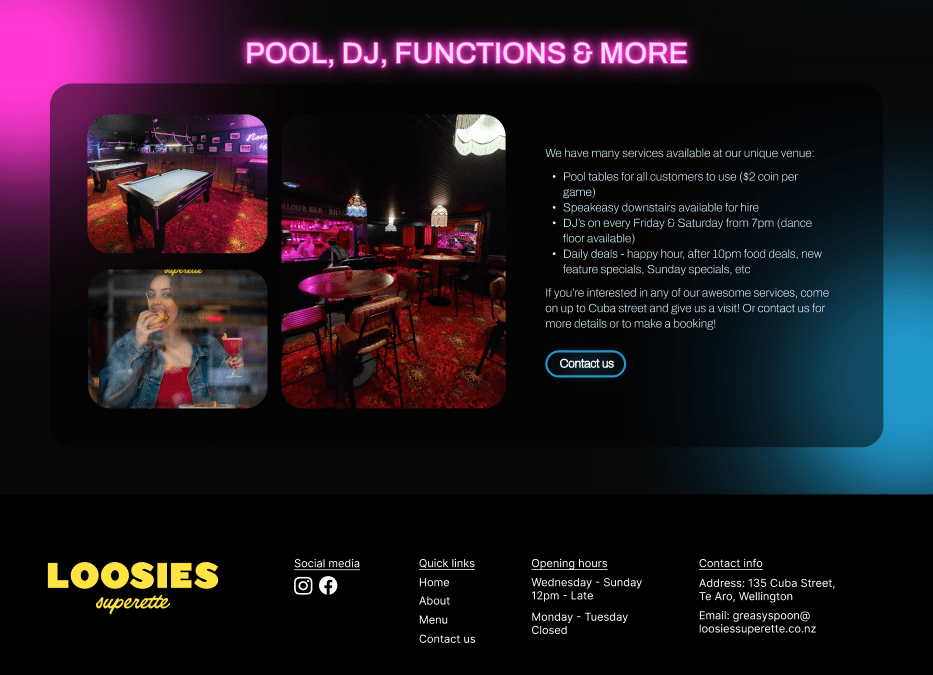 POOL, DJ, FUNCTIONS & MORE
superette
We have many services available at our unique venue:
• Pool tables for all customers to use ($2 coin per
game)
• Speakeasy downstairs available for hire
• DJ's on every Friday & Saturday from 7pm (dance
floor available)
• Daily deals - happy hour, after 10pm food deals, new
feature specials, Sunday specials, etc
If you're interested in any of our awesome services, come
on up to Cuba street and give us a visit! Or contact us for
more details or to make a booking!
Contact us
LOOSIES
superette
Social media
Quick links
Home
About
Menu
Contact us
Opening hours
Wednesday - Sunday
12pm - Late
Monday - Tuesday
Closed
Contact info
Address: 135 Cuba Street,
Te Aro, Wellington
Email: greasyspoon@
loosiessuperette.co.nz